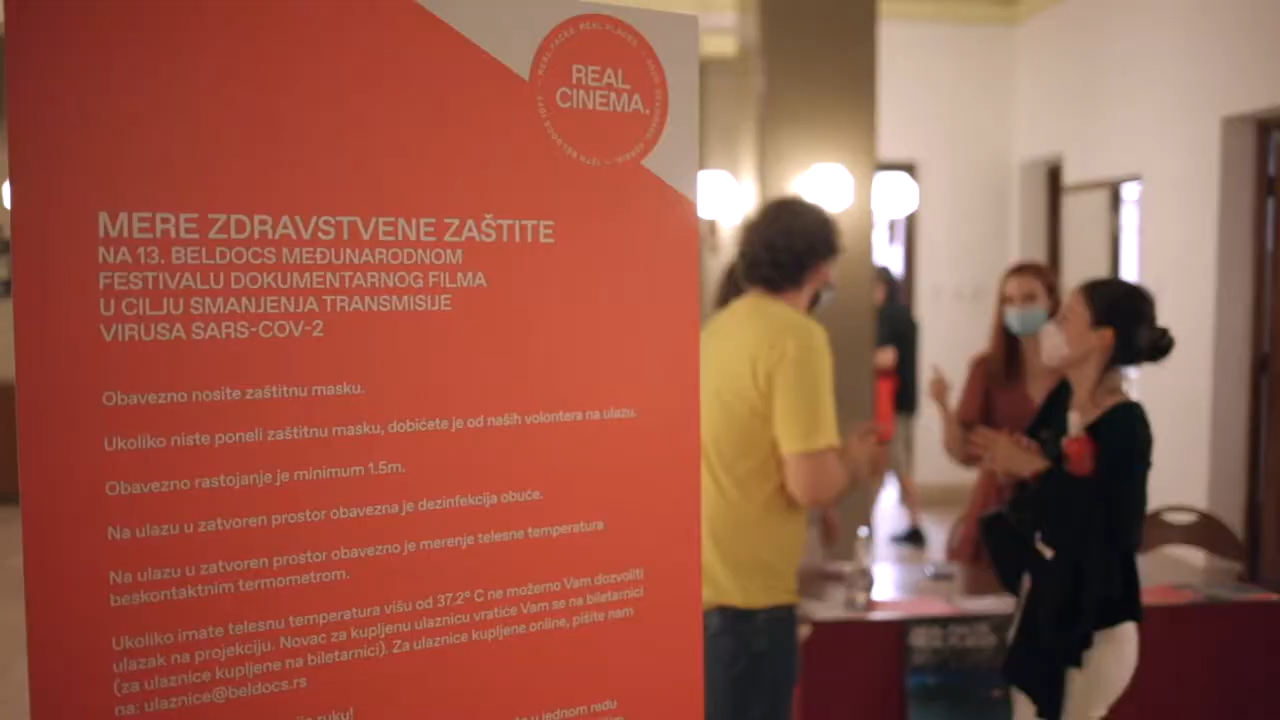 REAL
CINEMA.
MERE ZDRAVSTVENE ZAŠTITE
NA 13. BELDOCS MEĐUNARODNOM
FESTIVALU DOKUMENTARNOG FILMA
U CILJU SMANJENJA TRANSMISIJE
VIRUSA SARS-COV-2
Obavezno nosite zaštitnu masku.
Ukoliko niste poneli zaštitnu masku, dobićete je od naših volontera na ulazu.
Obavezno rastojanje je minimum 1.5m.
Na ulazu u zatvoren prostor obavezna je dezinfekcija obuće.
Na ulazu u zatvoren prostor obavezno je merenje telesne temperatura
beskontaktnim termometrom.
Ukoliko imate telesnu temperatura višu od 37.2° C ne možemo Vam dozvoliti
ulazak na projekciju. Novac za kupljenu ulaznicu vratiće Vam se na biletarnici
(za ulaznice kupljene na biletarnici). Za ulaznice kupljene online, pišite nam
na: ulaznice@beldocs.rs
ruku!
u jednom redu